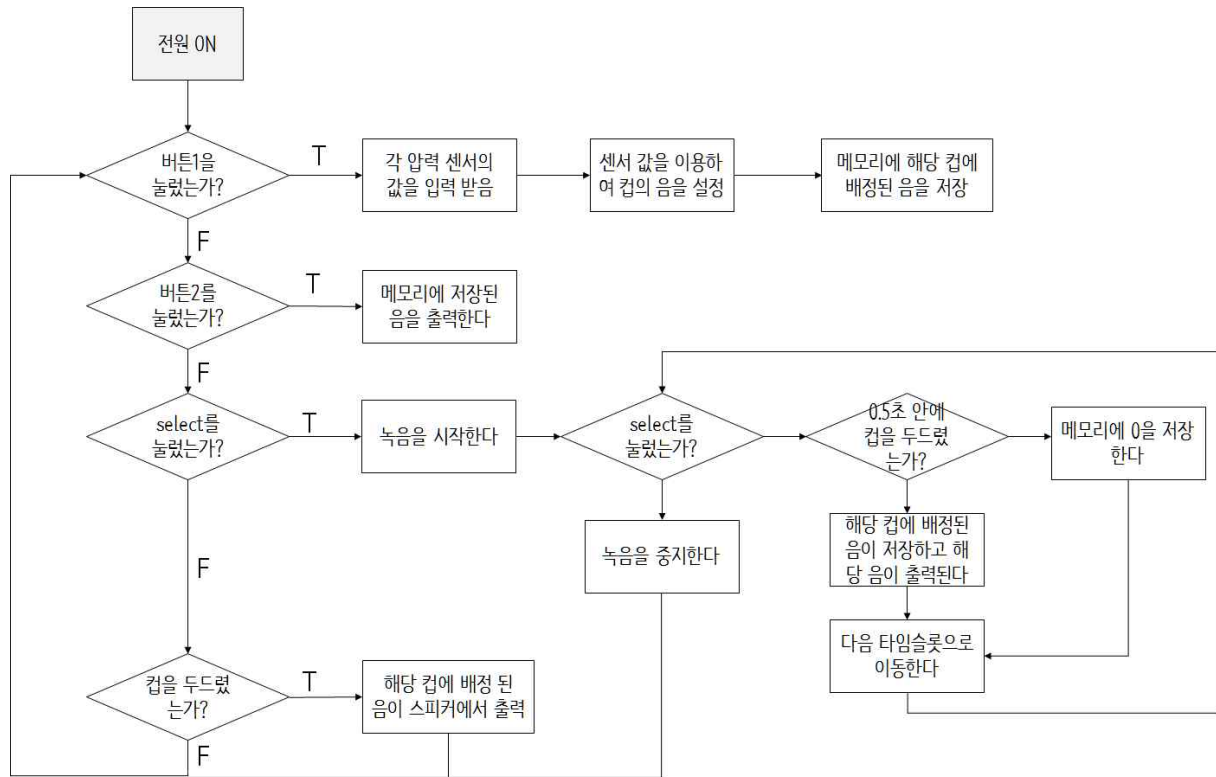 전원 ON
버튼1을
눌렀는가?
T
각 압력 센서의
값을 입력 받음
센서 값을 이용하
여 컵의 음을 설정
메모리에 해당 컵에
배정된 음을 저장
F
버튼2를
눌렀는가?
T
메모리에 저장된
음을 출력한다
F
select를
눌렀는가?
T
녹음을 시작한다
select를
눌렀는가?
0.5초 안에
컵을 두드렸
는가?
메모리에 0을 저장
한다
녹음을 중지한다
해당 컵에 배정된
음이 저장하고 해
당 음이 출력된다
다음 타임슬롯으로
이동한다
F
컵을 두드렸
는가?
T
해당 컵에 배정 된
음이 스피커에서 출력
F